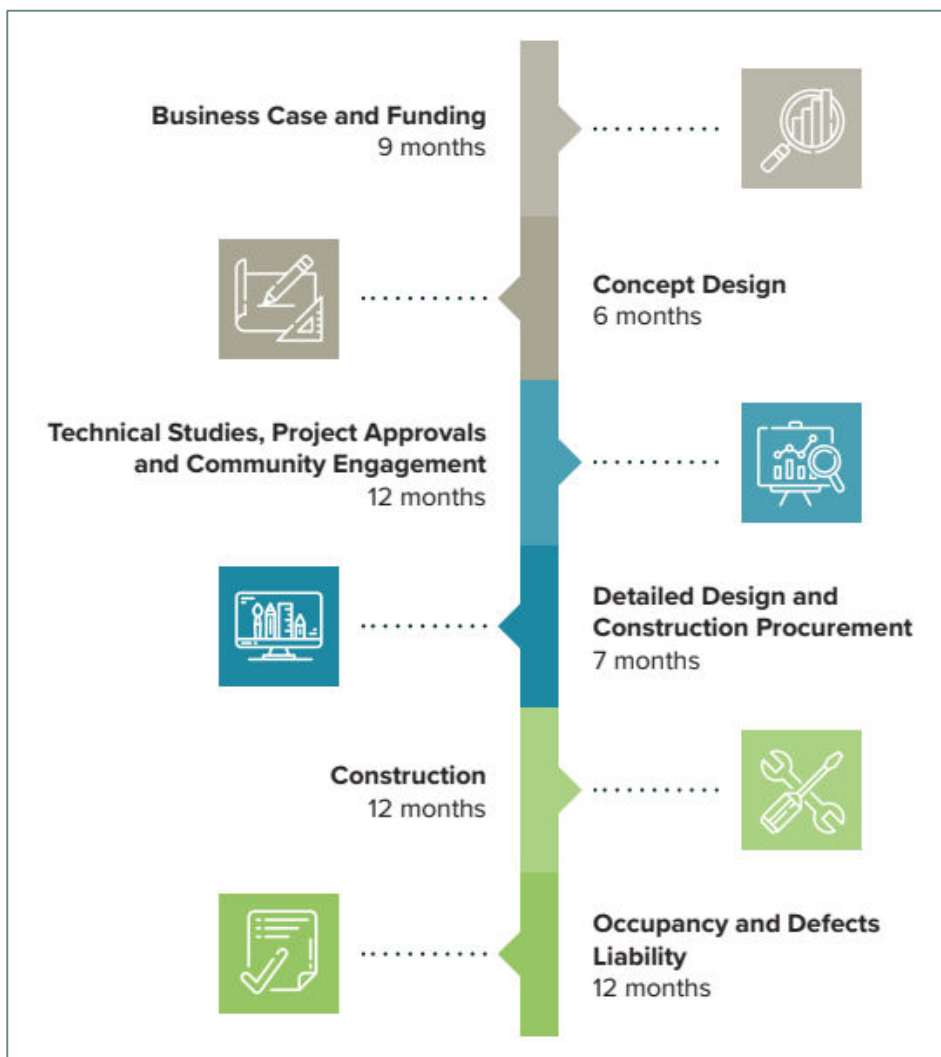 Business Case and Funding
9 months
Concept Design
6 months
Technical Studies, Project Approvals
and Community Engagement
12 months
Detailed Design and
Construction Procurement
7 months
Construction
12 months
Occupancy and Defects
Liability
12 months